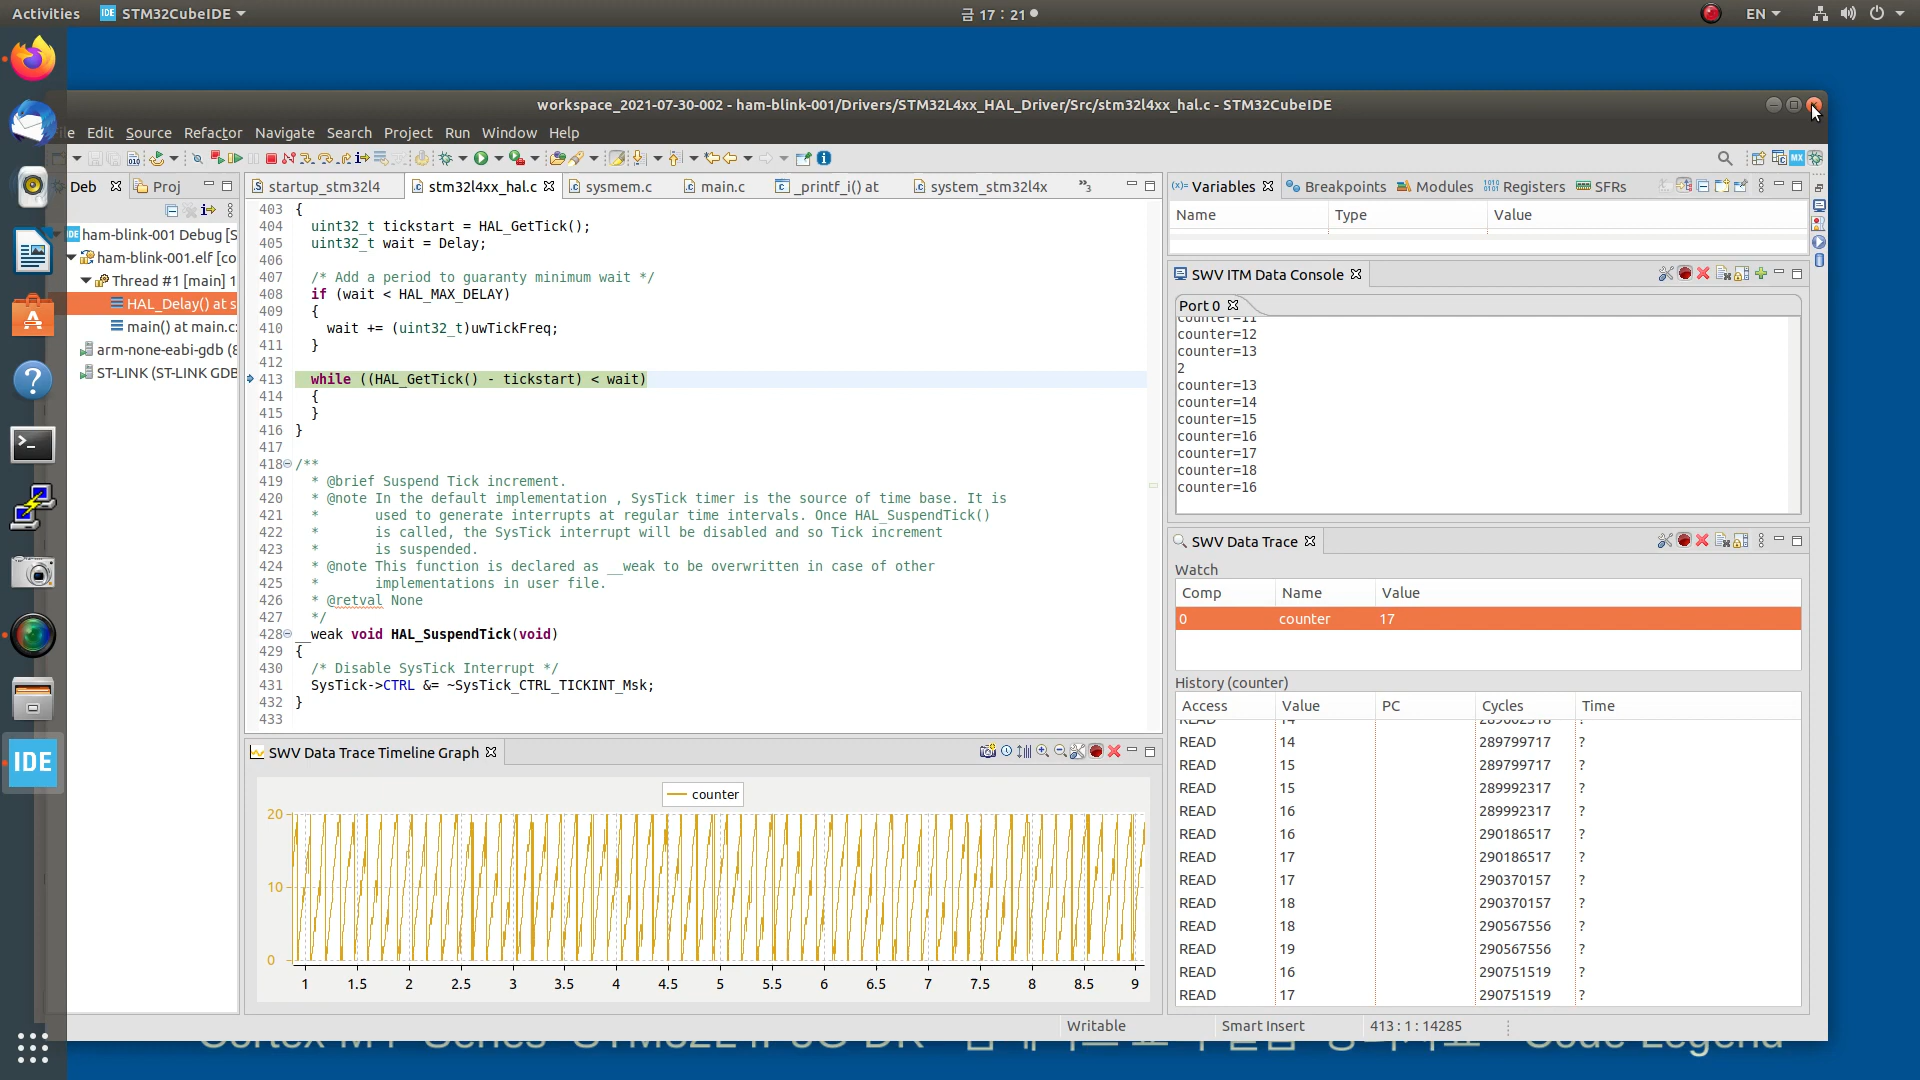 Activities STM32CubeIDE 금 17 : 21 EN
workspace_2021-07-30-002 - ham-blink-001/Drivers/STM32L4xx_HAL_Driver/Src/stm32l4xx_hal.c - STM32CubeIDE
Edit Source Refactor Navigate Search Project Run Window Help
Deb Proj
ham-blink-001 Debug [S
ham-blink-001.elf [co
Thread #1 [main] 1
HAL_Delay() at s
main() at main.c:
arm-none-eabi-gdb (8
ST-LINK (ST-LINK GDB
startup_stm32l4 stm32l4xx_hal.c sysmem.c main.c _printf_i() at system_stm32l4x »3
403 {
404 uint32_t tickstart = HAL_GetTick();
405 uint32_t wait = Delay;
406
407 /* Add a period to guaranty minimum wait */
408 if (wait < HAL_MAX_DELAY)
409 {
410 wait += (uint32_t)uwTickFreq;
411 }
412
413 while ((HAL_GetTick() - tickstart) < wait)
414 {
415 }
416 }
417
418 /**
419 * @brief Suspend Tick increment.
420 * @note In the default implementation , SysTick timer is the source of time base. It is
421 * used to generate interrupts at regular time intervals. Once HAL_SuspendTick()
422 * is called, the SysTick interrupt will be disabled and so Tick increment
423 * is suspended.
424 * @note This function is declared as __weak to be overwritten in case of other
425 * implementations in user file.
426 * @retval None
427 */
428 __weak void HAL_SuspendTick(void)
429 {
430 /* Disable SysTick Interrupt */
431 SysTick->CTRL &= ~SysTick_CTRL_TICKINT_Msk;
432 }
433
SWV Data Trace Timeline Graph
counter
20
10
0
1 1.5 2 2.5 3 3.5 4 4.5 5 5.5 6 6.5 7 7.5 8 8.5 9
(x)= Variables Breakpoints Modules Registers SFRs
Name Type Value
SWV ITM Data Console
Port 0
counter=11
counter=12
counter=13
2
counter=13
counter=14
counter=15
counter=16
counter=17
counter=18
counter=16
SWV Data Trace
Watch
Comp Name Value
0 counter 17
History (counter)
Access Value PC Cycles Time
READ 14 289602518 ?
READ 14 289799717 ?
READ 15 289799717 ?
READ 15 289992317 ?
READ 16 289992317 ?
READ 16 290186517 ?
READ 17 290186517 ?
READ 17 290370157 ?
READ 18 290370157 ?
READ 18 290567556 ?
READ 19 290567556 ?
READ 16 290751519 ?
READ 17 290751519 ?
Writable Smart Insert 413 : 1 : 14285
IDE
Code Legend